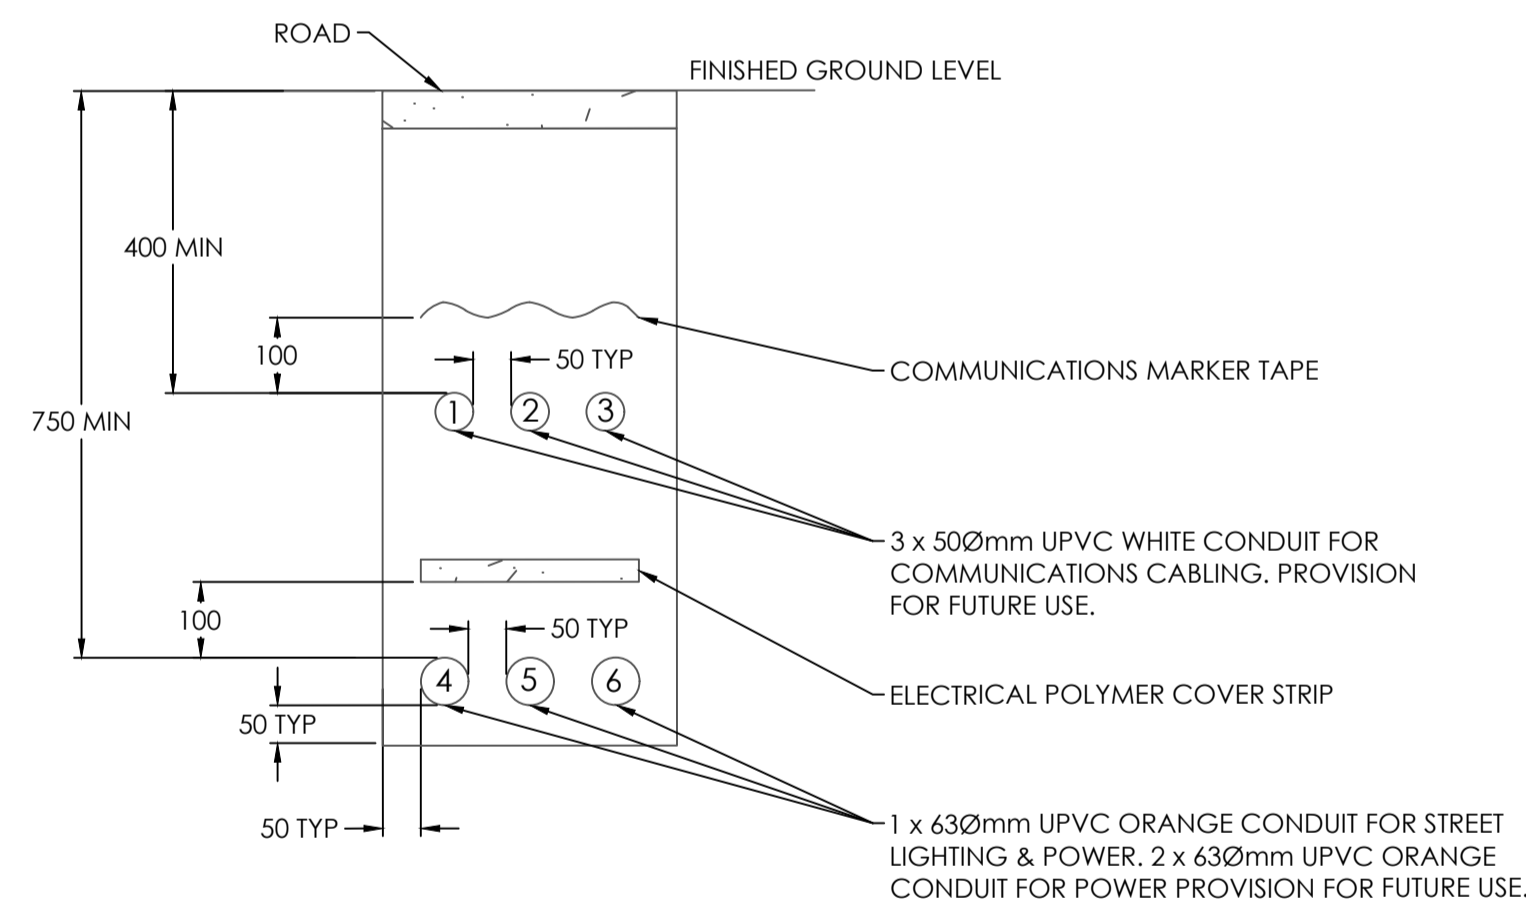 ROAD
FINISHED GROUND LEVEL
400 MIN
100
50 TYP
COMMUNICATIONS MARKER TAPE
750 MIN
1 2 3
3 x 50Ømm UPVC WHITE CONDUIT FOR
COMMUNICATIONS CABLING. PROVISION
FOR FUTURE USE.
100
50 TYP
4 5 6
ELECTRICAL POLYMER COVER STRIP
50 TYP
50 TYP
1 x 63Ømm UPVC ORANGE CONDUIT FOR STREET
LIGHTING & POWER. 2 x 63Ømm UPVC ORANGE
CONDUIT FOR POWER PROVISION FOR FUTURE USE.